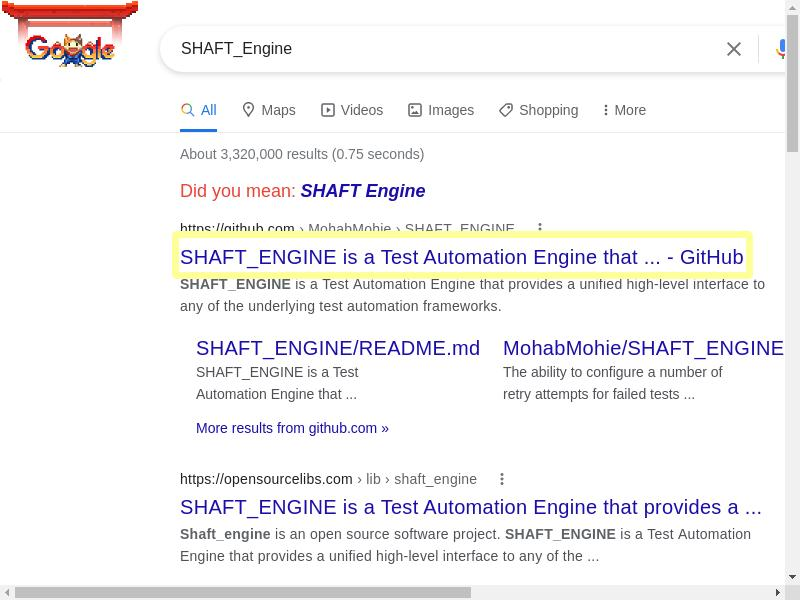 Google
SHAFT_Engine
All Maps Videos Images Shopping More
About 3,320,000 results (0.75 seconds)
Did you mean: SHAFT Engine
https://github.com › MohabMohie › SHAFT_ENGINE
SHAFT_ENGINE is a Test Automation Engine that ... - GitHub
SHAFT_ENGINE is a Test Automation Engine that provides a unified high-level interface to
any of the underlying test automation frameworks.
SHAFT_ENGINE/README.md MohabMohie/SHAFT_ENGINE
SHAFT_ENGINE is a Test The ability to configure a number of
Automation Engine that ... retry attempts for failed tests ...
More results from github.com »
https://opensourcelibs.com › lib › shaft_engine
SHAFT_ENGINE is a Test Automation Engine that provides a ...
Shaft_engine is an open source software project. SHAFT_ENGINE is a Test Automation
Engine that provides a unified high-level interface to any of the ...